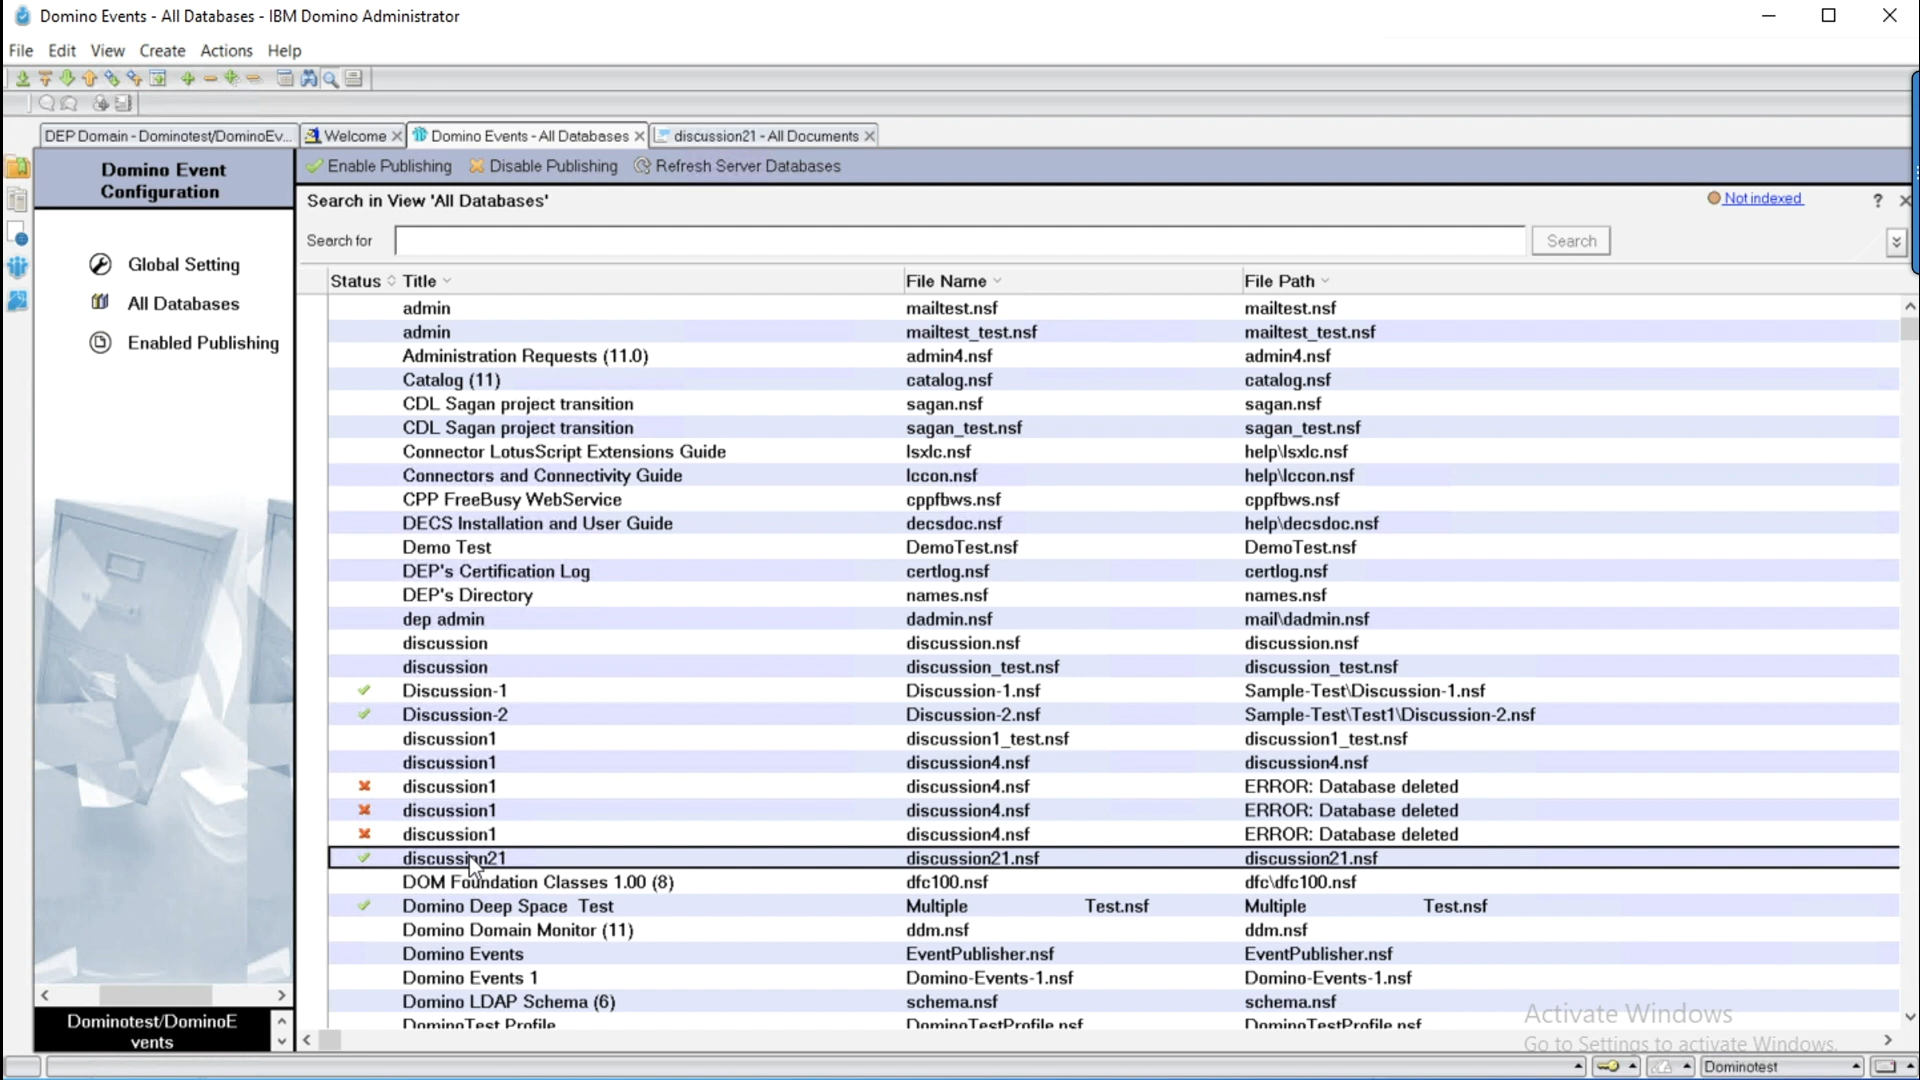 Domino Events - All Databases - IBM Domino Administrator
File Edit View Create Actions Help
DEP Domain - Dominotest/DominoEv... Welcome Domino Events - All Databases discussion21 - All Documents
Domino Event
Configuration
Global Setting
All Databases
Enabled Publishing
Dominotest/DominoE
vents
Enable Publishing Disable Publishing Refresh Server Databases
Search in View 'All Databases' Not indexed ?
Search for Search
Status Title File Name File Path
admin mailtest.nsf mailtest.nsf
admin mailtest_test.nsf mailtest_test.nsf
Administration Requests (11.0) admin4.nsf admin4.nsf
Catalog (11) catalog.nsf catalog.nsf
CDL Sagan project transition sagan.nsf sagan.nsf
CDL Sagan project transition sagan_test.nsf sagan_test.nsf
Connector LotusScript Extensions Guide lsxlc.nsf help\lsxlc.nsf
Connectors and Connectivity Guide lccon.nsf help\lccon.nsf
CPP FreeBusy WebService cppfbws.nsf cppfbws.nsf
DECS Installation and User Guide decsdoc.nsf help\decsdoc.nsf
Demo Test DemoTest.nsf DemoTest.nsf
DEP's Certification Log certlog.nsf certlog.nsf
DEP's Directory names.nsf names.nsf
dep admin dadmin.nsf mail\dadmin.nsf
discussion discussion.nsf discussion.nsf
discussion discussion_test.nsf discussion_test.nsf
Discussion-1 Discussion-1.nsf Sample-Test\Discussion-1.nsf
Discussion-2 Discussion-2.nsf Sample-Test\Test1\Discussion-2.nsf
discussion1 discussion1_test.nsf discussion1_test.nsf
discussion1 discussion4.nsf discussion4.nsf
discussion1 discussion4.nsf ERROR: Database deleted
discussion1 discussion4.nsf ERROR: Database deleted
discussion1 discussion4.nsf ERROR: Database deleted
discussion21 discussion21.nsf discussion21.nsf
DOM Foundation Classes 1.00 (8) dfc100.nsf dfc\dfc100.nsf
Domino Deep Space Test Multiple Test.nsf Multiple Test.nsf
Domino Domain Monitor (11) ddm.nsf ddm.nsf
Domino Events EventPublisher.nsf EventPublisher.nsf
Domino Events 1 Domino-Events-1.nsf Domino-Events-1.nsf
Domino LDAP Schema (6) schema.nsf schema.nsf
DominoTest Profile DominoTestProfile.nsf DominoTestProfile.nsf
Activate Windows
Go to Settings to activate Windows.
Dominotest